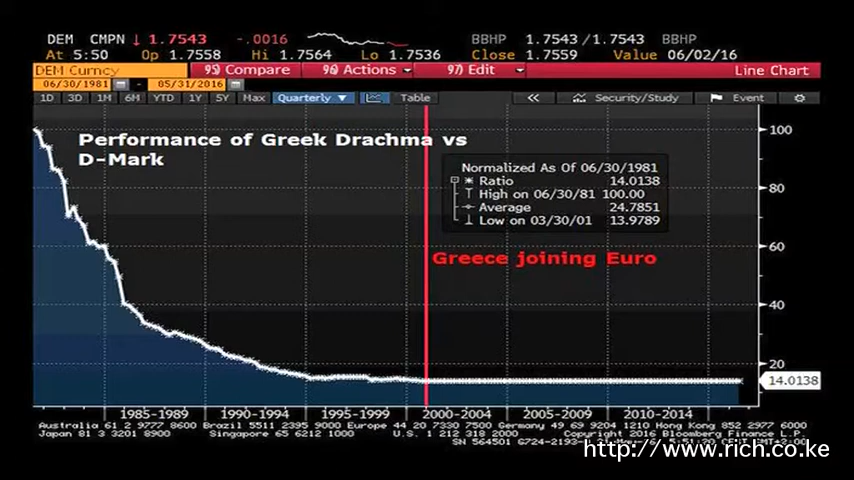 DEM CMPN ↓ 1.7543 -.0016 BBHP 1.7543/1.7543 BBHP
At 5:50 Op 1.7558 Hi 1.7564 Lo 1.7536 Close 1.7559 Value 06/02/16
DEM Curncy 95) Compare 96) Actions 97) Edit Line Chart
06/30/1981 - 05/31/2016
1D 3D 1M 6M YTD 1Y 5Y Max Quarterly ▼ Table « Security/Study Event
Performance of Greek Drachma vs
D-Mark
Normalized As Of 06/30/1981
Ratio 14.0138
High on 06/30/81 100.00
Average 24.7851
Low on 03/30/01 13.9789
Greece joining Euro
100
80
60
40
20
14.0138
1985-1989 1990-1994 1995-1999 2000-2004 2005-2009 2010-2014
Australia 61 2 9777 8600 Brazil 5511 2395 9000 Europe 44 20 7330 7500 Germany 49 69 9204 1210 Hong Kong 852 2977 6000
Japan 81 3 3201 8900 Singapore 65 6212 1000 U.S. 1 212 318 2000 Copyright 2016 Bloomberg Finance L.P.
SN 564501
http://www.rich.co.ke